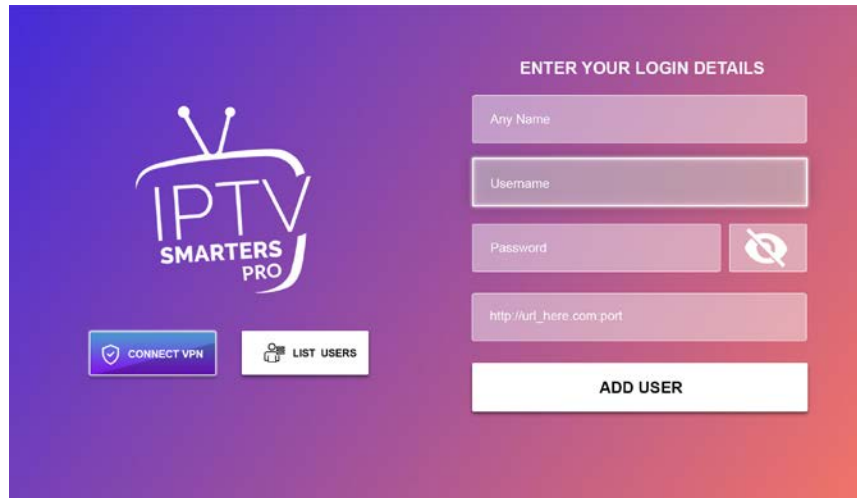 IPTV
SMARTERS
PRO
CONNECT VPN
LIST USERS
ENTER YOUR LOGIN DETAILS
Any Name
Username
Password
http://url_here.com:port
ADD USER